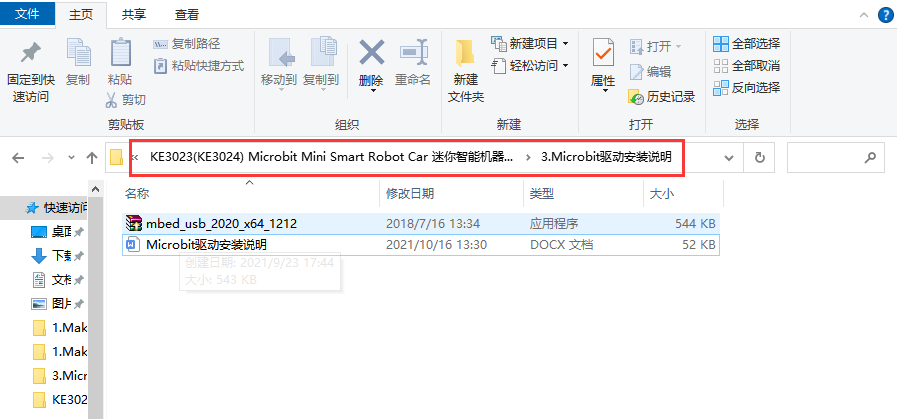 文件 主页 共享 查看
固定到快速访问
复制
粘贴
复制路径
粘贴快捷方式
剪切
剪贴板
移动到
复制到
删除
重命名
组织
新建文件夹
新建项目
轻松访问
新建
属性
打开
编辑
历史记录
打开
全部选择
全部取消
反向选择
选择
« KE3023(KE3024) Microbit Mini Smart Robot Car 迷你智能机器... › 3.Microbit驱动安装说明
名称 修改日期 类型 大小
快速访问
桌面
下载
文档
图片
1.Mak
1.Mak
3.Micr
KE302
mbed_usb_2020_x64_1212 2018/7/16 13:34 应用程序 544 KB
Microbit驱动安装说明 2021/10/16 13:30 DOCX 文档 52 KB
创建日期: 2021/9/23 17:44
大小: 543 KB